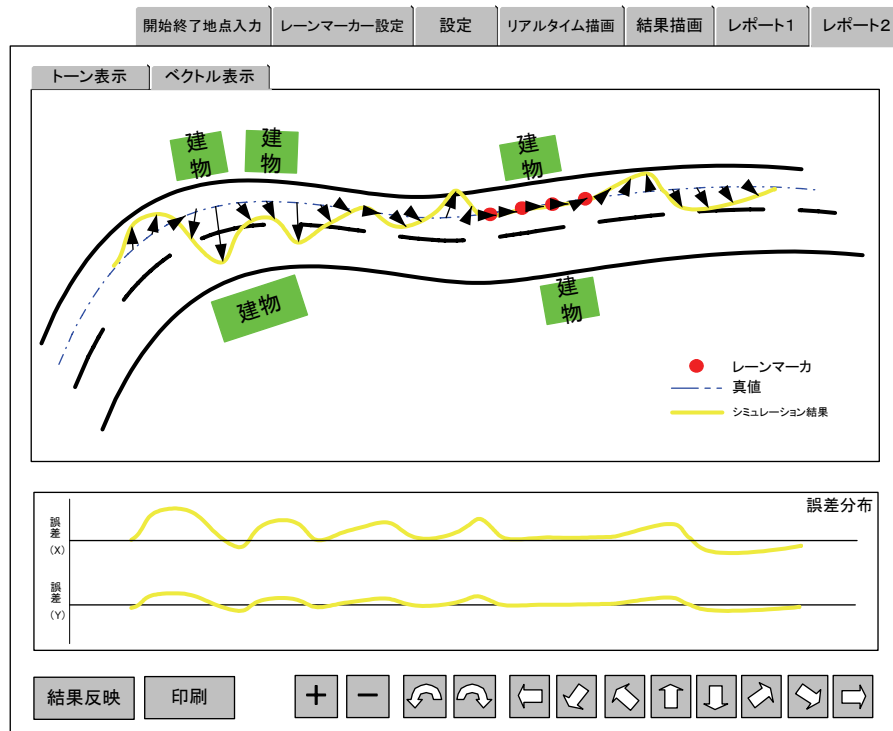 開始終了地点入力
レーンマーカー設定
設定
リアルタイム描画
結果描画
レポート1
レポート2
トーン表示
ベクトル表示
建物
建物
建物
建物
建物
レーンマーカ
真値
シミュレーション結果
誤差分布
誤差
(X)
誤差
(Y)
結果反映
印刷
+
−